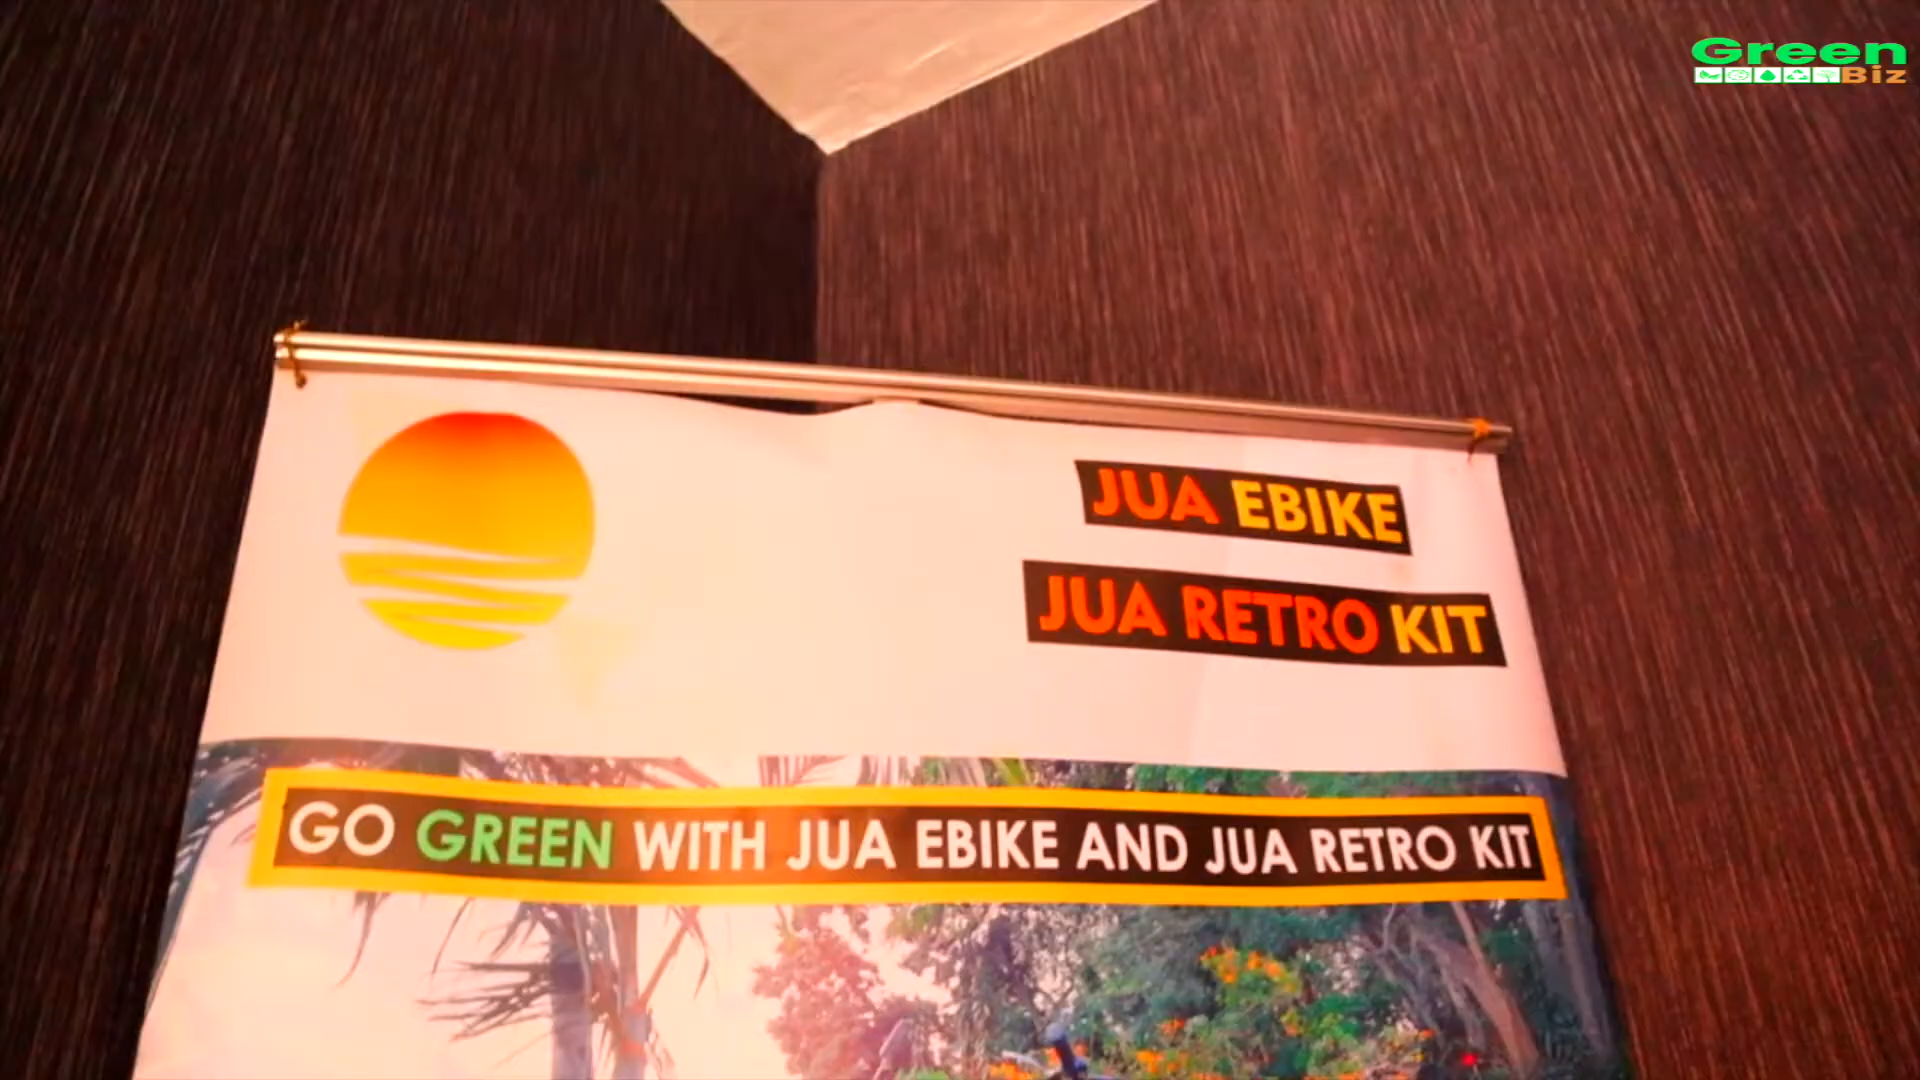 Green
Biz
JUA EBIKE
JUA RETRO KIT
GO GREEN WITH JUA EBIKE AND JUA RETRO KIT